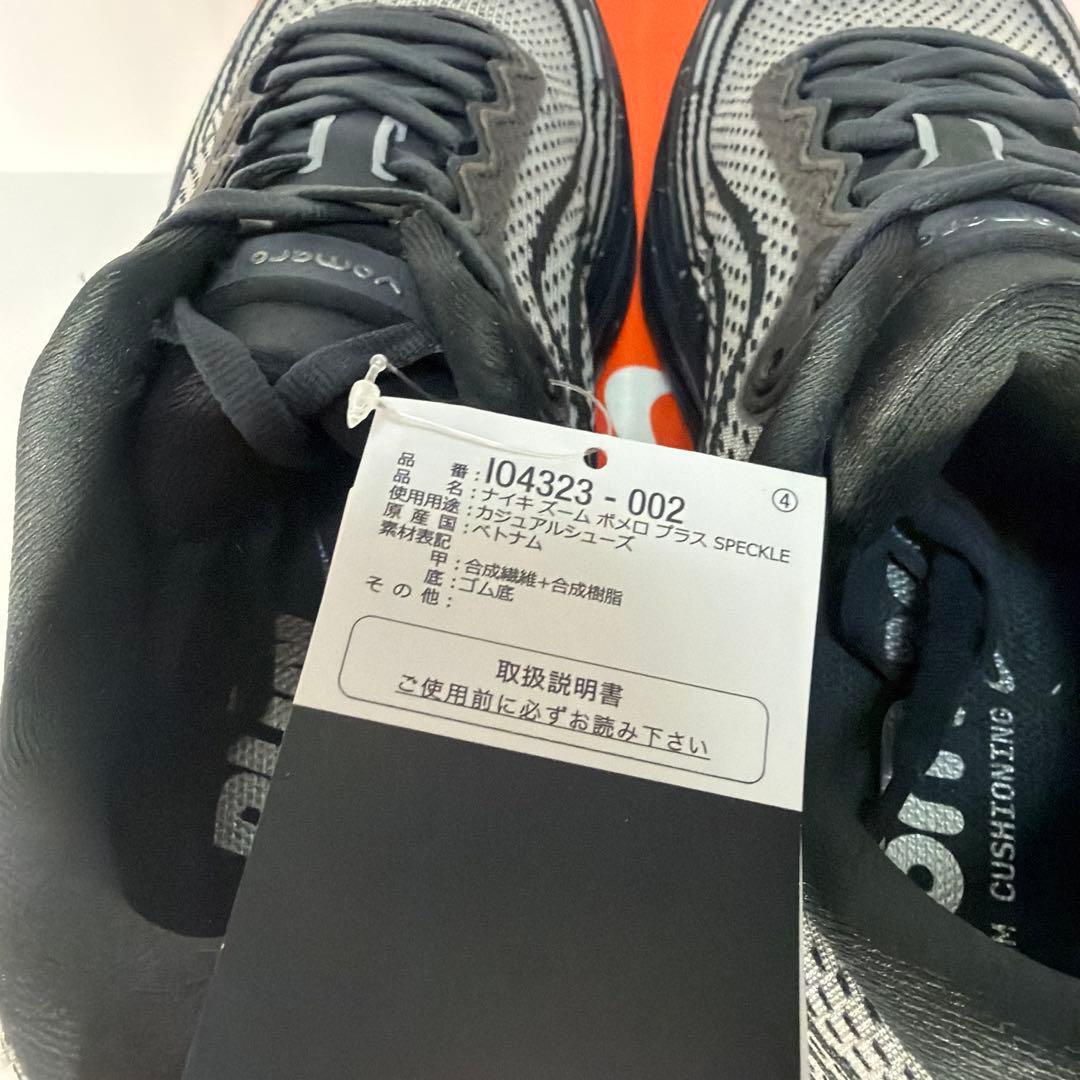 vomero
品番:IO4323-002
④
品名:ナイキ ズーム ボメロ プラス SPECKLE
使用用途:カジュアルシューズ
原産国:ベトナム
素材表記
甲:合成繊維+合成樹脂
底:ゴム底
その他:
取扱説明書
ご使用前に必ずお読み下さい
CUSHIONING